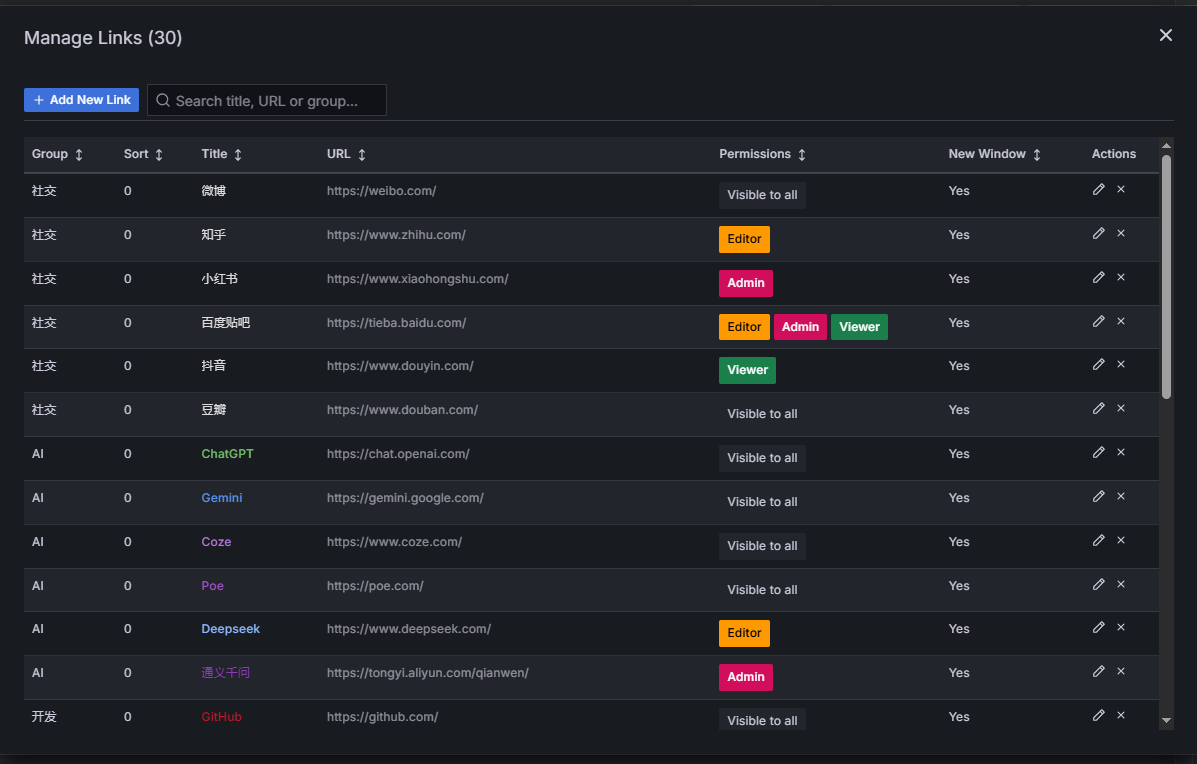 Manage Links (30)
+ Add New Link Search title, URL or group...
Group Sort Title URL Permissions New Window Actions
社交 0 微博 https://weibo.com/ Visible to all Yes
社交 0 知乎 https://www.zhihu.com/ Editor Yes
社交 0 小红书 https://www.xiaohongshu.com/ Admin Yes
社交 0 百度贴吧 https://tieba.baidu.com/ Editor Admin Viewer Yes
社交 0 抖音 https://www.douyin.com/ Viewer Yes
社交 0 豆瓣 https://www.douban.com/ Visible to all Yes
AI 0 ChatGPT https://chat.openai.com/ Visible to all Yes
AI 0 Gemini https://gemini.google.com/ Visible to all Yes
AI 0 Coze https://www.coze.com/ Visible to all Yes
AI 0 Poe https://poe.com/ Visible to all Yes
AI 0 Deepseek https://www.deepseek.com/ Editor Yes
AI 0 通义千问 https://tongyi.aliyun.com/qianwen/ Admin Yes
开发 0 GitHub https://github.com/ Visible to all Yes